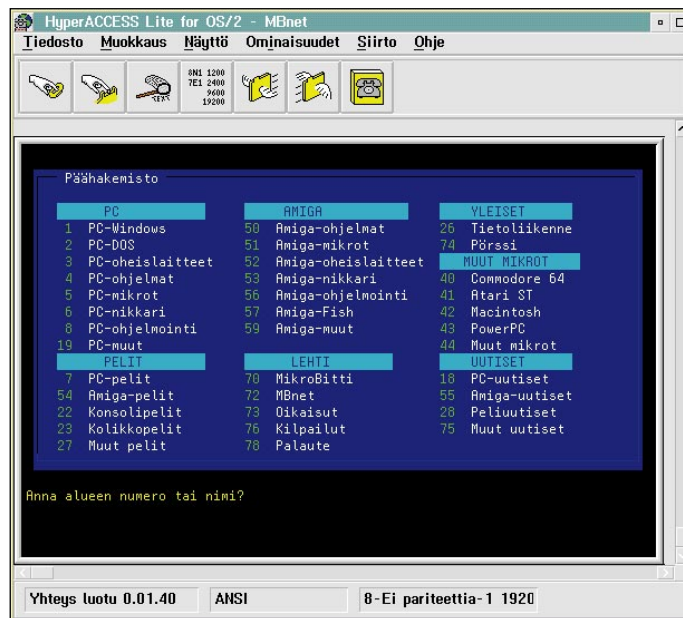 HyperACCESS Lite for OS/2 - MBnet
Tiedosto Muokkaus Näyttö Ominaisuudet Siirto Ohje
TEXT
8N1 1200
7E1 2400
9600
19200
Päähakemisto
PC AMIGA YLEISET
1 PC-Windows 50 Amiga-ohjelmat 26 Tietoliikenne
2 PC-DOS 51 Amiga-mikrot 74 Pörssi
3 PC-oheislaitteet 52 Amiga-oheislaitteet MUUT MIKROT
4 PC-ohjelmat 53 Amiga-nikkari 40 Commodore 64
5 PC-mikrot 56 Amiga-ohjelmointi 41 Atari ST
6 PC-nikkari 57 Amiga-Fish 42 Macintosh
8 PC-ohjelmointi 59 Amiga-muut 43 PowerPC
19 PC-muut 44 Muut mikrot
PELIT LEHTI UUTISET
7 PC-pelit 70 MikroBitti 18 PC-uutiset
54 Amiga-pelit 72 MBnet 55 Amiga-uutiset
22 Konsolipelit 73 Oikaisut 28 Peliuutiset
23 Kolikkopelit 76 Kilpailut 75 Muut uutiset
27 Muut pelit 78 Palaute
Anna alueen numero tai nimi?
Yhteys luotu 0.01.40 ANSI 8-Ei pariteettia-1 1920